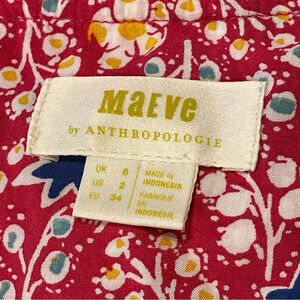 Maeve
by ANTHROPOLOGIE
UK 6 MADE IN INDONESIA
US 2
EU 34 FABRIQUÉ EN INDONÉSIE